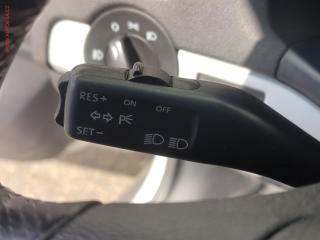 RES+
ON OFF
SET−